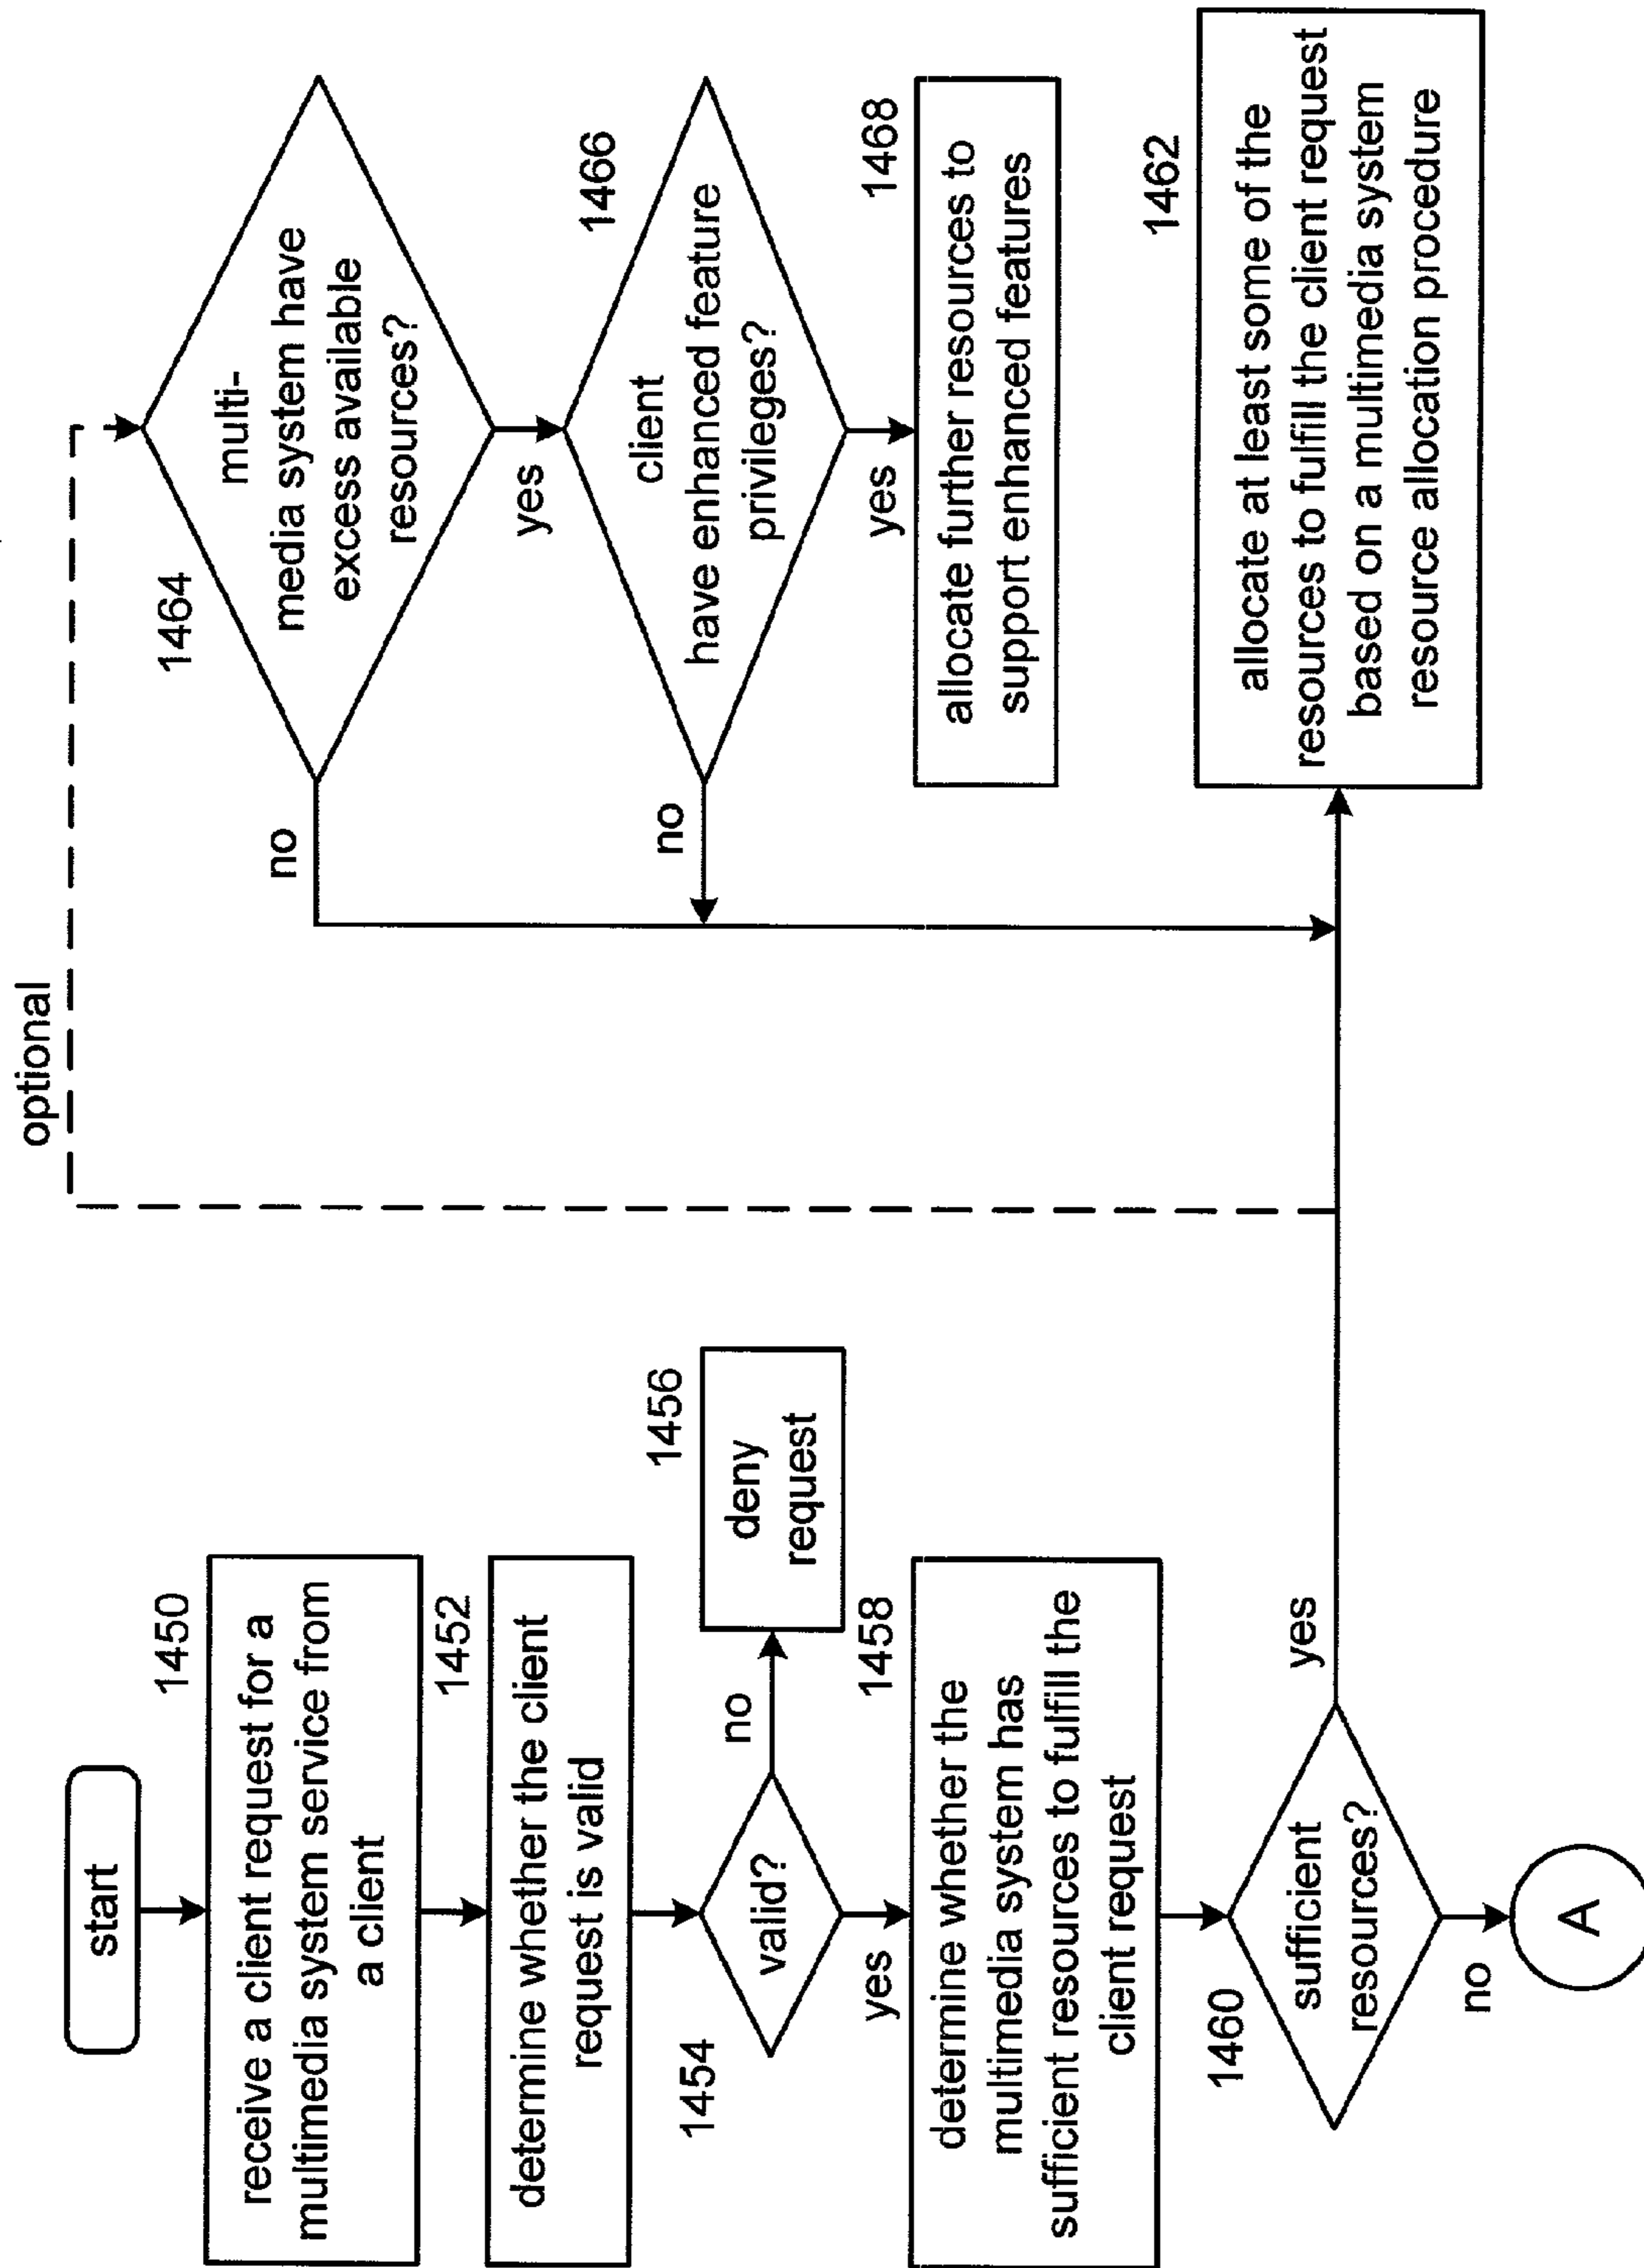 start
1450
receive a client request for a
multimedia system service from
a client
1452
determine whether the client
request is valid
1454
valid?
no
1456
deny
request
yes
1458
determine whether the
multimedia system has
sufficient resources to fulfill the
client request
1460
sufficient
resources?
yes
no
A
optional
1464
multi-
media system have
excess available
resources?
no
yes
1466
client
have enhanced feature
privileges?
no
yes
1468
allocate further resources to
support enhanced features
1462
allocate at least some of the
resources to fulfill the client request
based on a multimedia system
resource allocation procedure